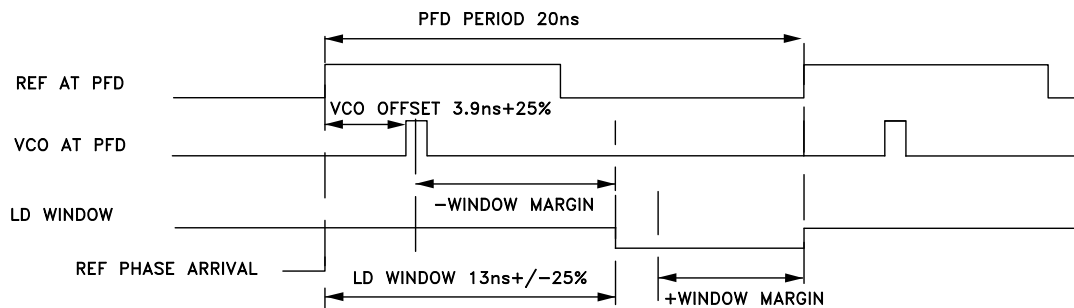 PFD PERIOD 20ns
REF AT PFD
VCO OFFSET 3.9ns+25%
VCO AT PFD
-WINDOW MARGIN
LD WINDOW
REF PHASE ARRIVAL
LD WINDOW 13ns+/-25%
+WINDOW MARGIN